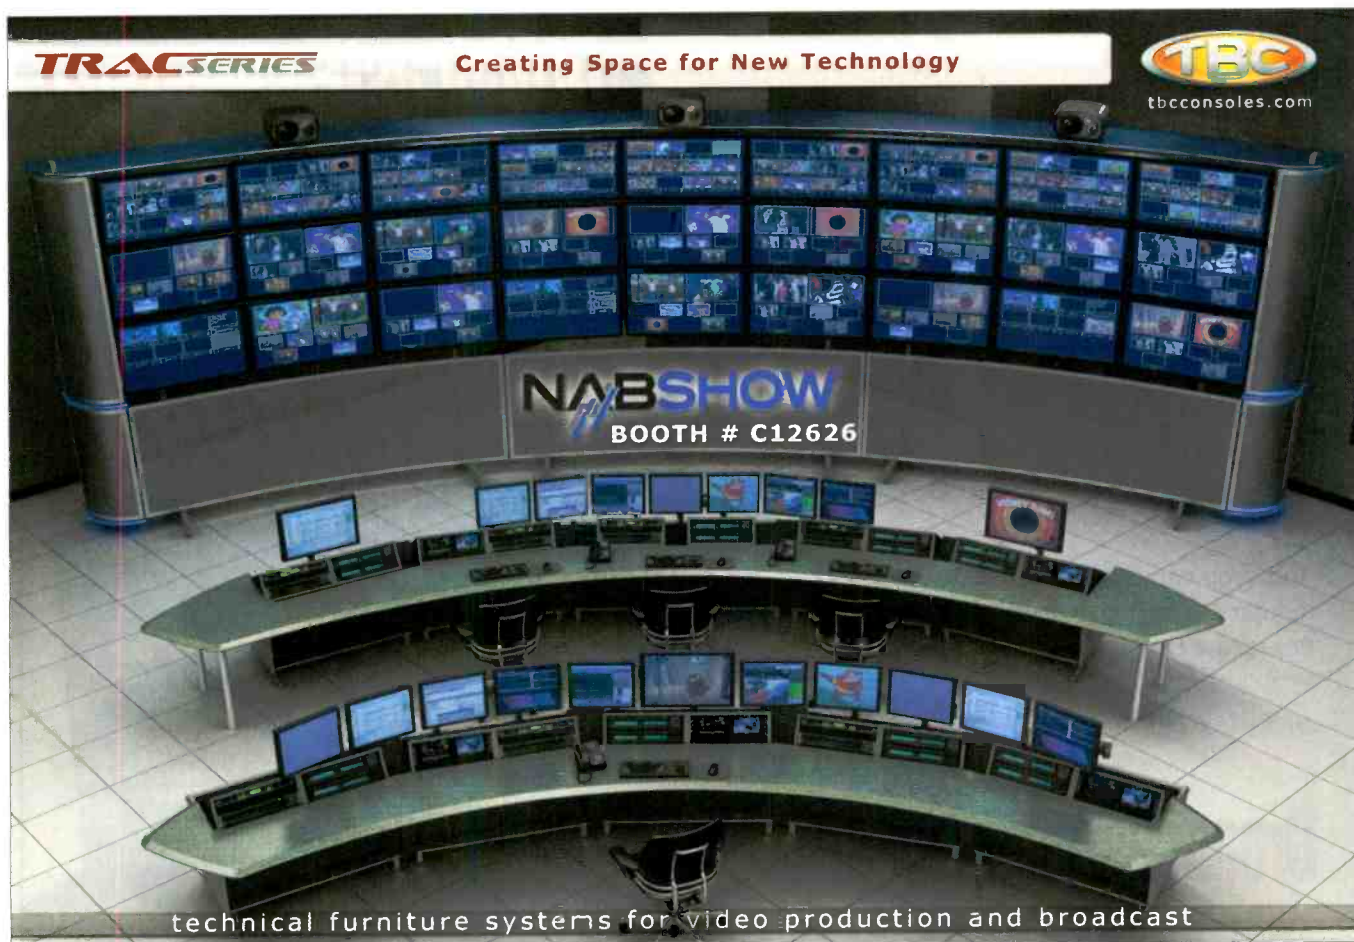 TRACSERIES
Creating Space for New Technology
TBC
tbcconsoles.com
NABSHOW
BOOTH # C12626
technical furniture systems for video production and broadcast